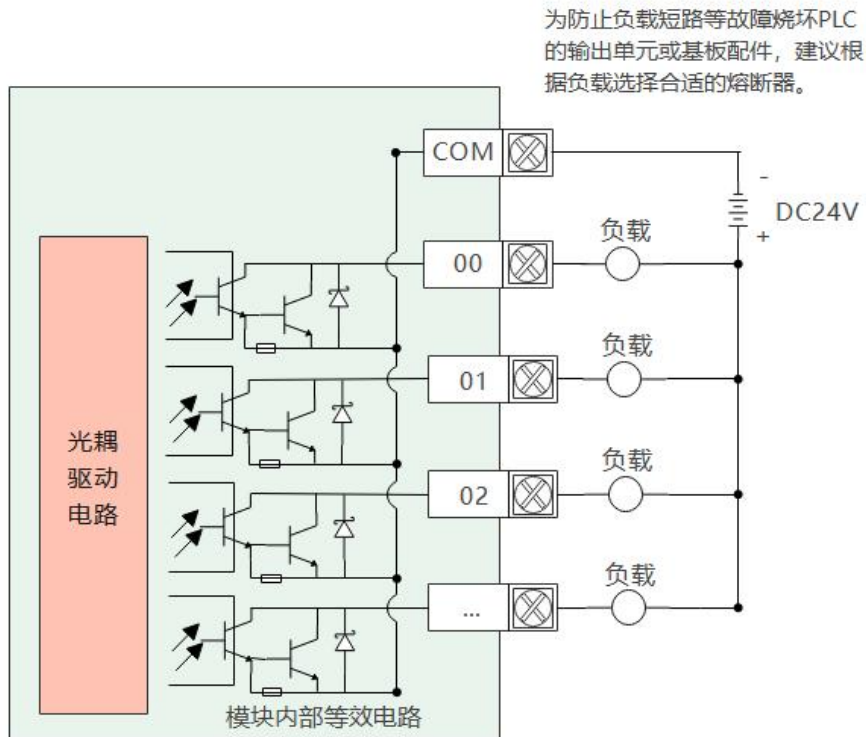 为防止负载短路等故障烧坏PLC
的输出单元或基板配件，建议根
据负载选择合适的熔断器。
COM
-
DC24V
+
负载
00
负载
01
光耦
驱动
电路
负载
02
负载
...
模块内部等效电路